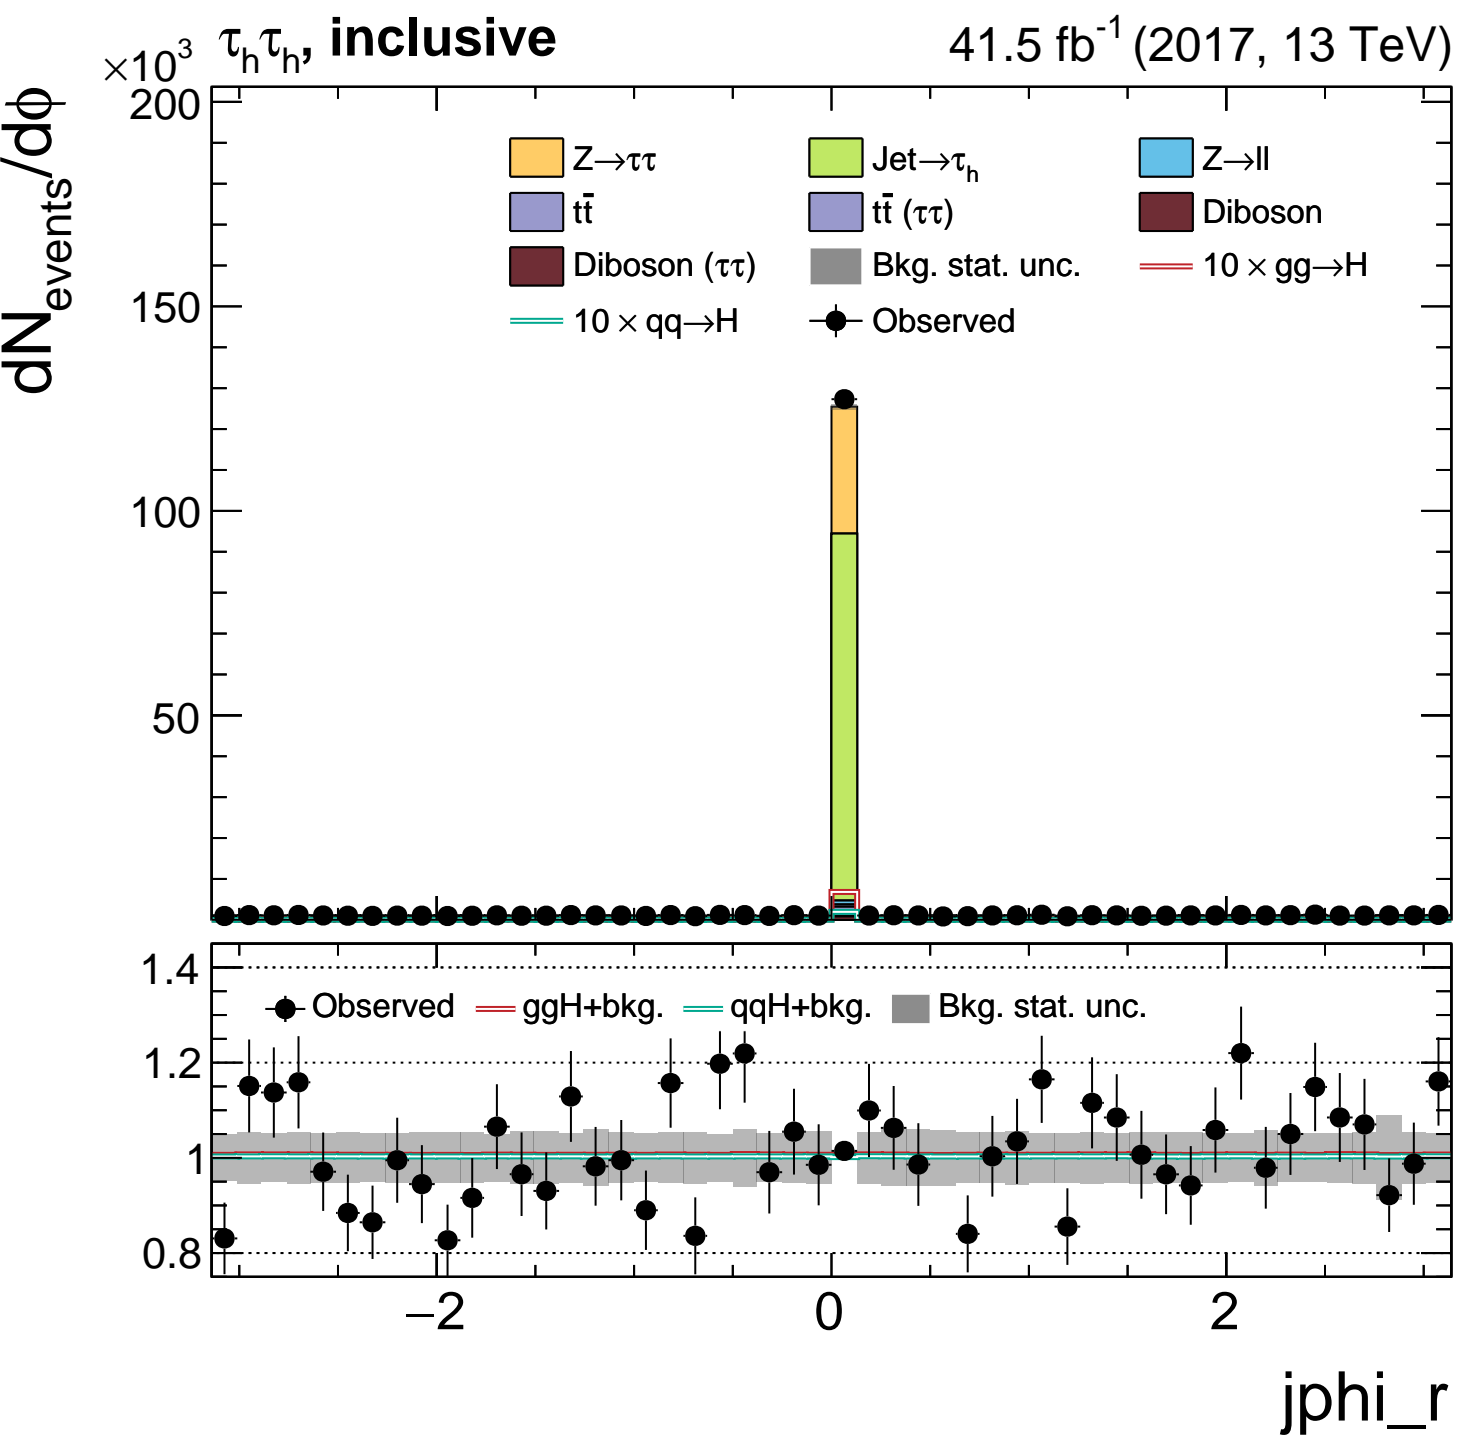 ×10³ τₕτₕ, inclusive 41.5 fb⁻¹ (2017, 13 TeV)
dN_events/dϕ
200
150
100
50
Z→ττ Jet→τₕ Z→ll
tt̄ tt̄ (ττ) Diboson
Diboson (ττ) Bkg. stat. unc. 10 × gg→H
10 × qq→H Observed
1.4
1.2
1
0.8
Observed ggH+bkg. qqH+bkg. Bkg. stat. unc.
−2 0 2
jphi_r